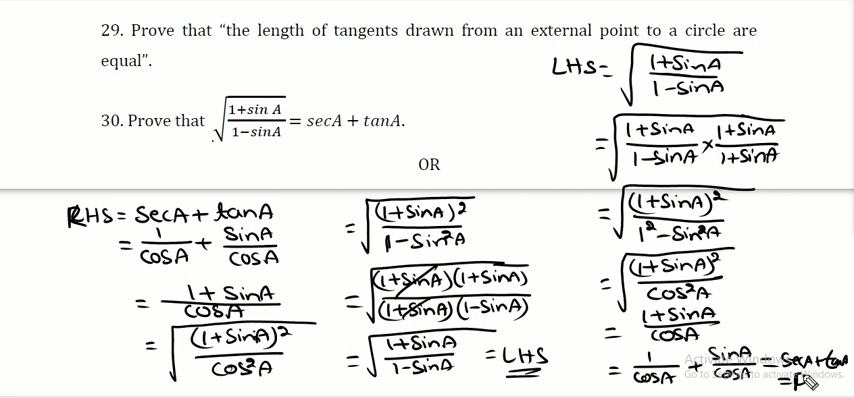 29. Prove that “the length of tangents drawn from an external point to a circle are
equal”.
30. Prove that √((1+sin A)/(1−sinA)) = secA + tanA.
OR
LHS = √((1+SinA)/(1−SinA))
= √((1+SinA)/(1−SinA) × (1+SinA)/(1+SinA))
= √((1+SinA)²/(1²−Sin²A))
= √((1+SinA)²/COS²A)
= (1+SinA)/COSA
= 1/COSA + SinA/COSA = SecA+tanA
= R
RHS = SecA + tanA
= 1/COSA + SinA/COSA
= (1+SinA)/COSA
= √((1+SinA)²/COS²A)
= √((1+SinA)²/(1−Sin²A))
= √((1+SinA)(1+SinA)/(1+SinA)(1−SinA))
= √((1+SinA)/(1−SinA)) = LHS